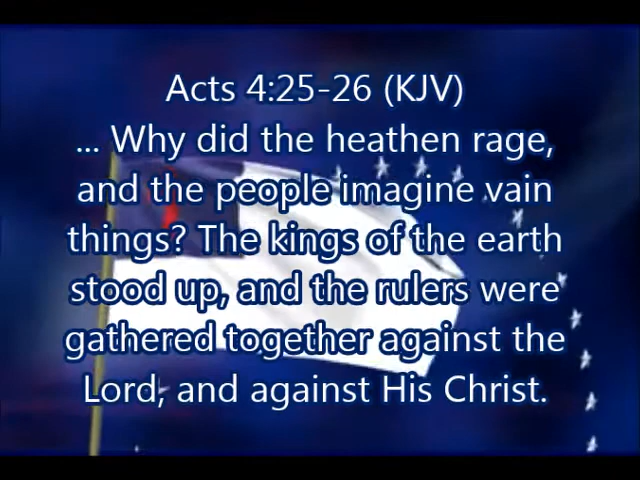 Acts 4:25-26 (KJV)
... Why did the heathen rage,
and the people imagine vain
things? The kings of the earth
stood up, and the rulers were
gathered together against the
Lord, and against His Christ.